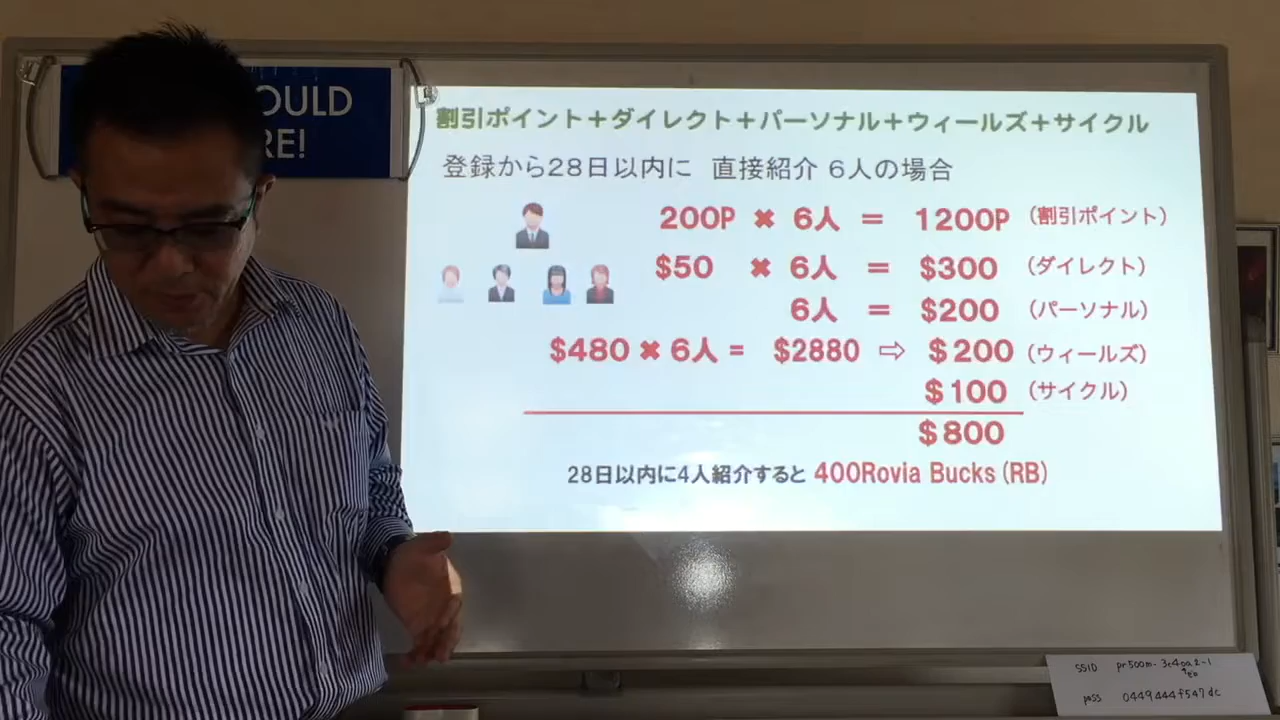 OULD
RE!
割引ポイント＋ダイレクト＋パーソナル＋ウィールズ＋サイクル
登録から28日以内に 直接紹介 6人の場合
200P ✖ 6人 = 1200P (割引ポイント)
$50 ✖ 6人 = $300 (ダイレクト)
6人 = $200 (パーソナル)
$480 ✖ 6人 = $2880 ⇨ $200 (ウィールズ)
$100 (サイクル)
$800
28日以内に4人紹介すると 400Rovia Bucks (RB)
SSID
pass 0449444f547dc